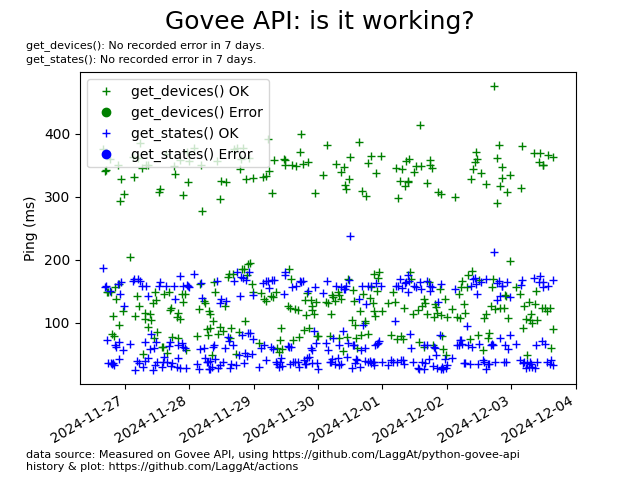 Govee API: is it working?
get_devices(): No recorded error in 7 days.
get_states(): No recorded error in 7 days.
get_devices() OK
get_devices() Error
get_states() OK
get_states() Error
400
300
200
100
Ping (ms)
2024-11-27
2024-11-28
2024-11-29
2024-11-30
2024-12-01
2024-12-02
2024-12-03
2024-12-04
data source: Measured on Govee API, using https://github.com/LaggAt/python-govee-api
history & plot: https://github.com/LaggAt/actions